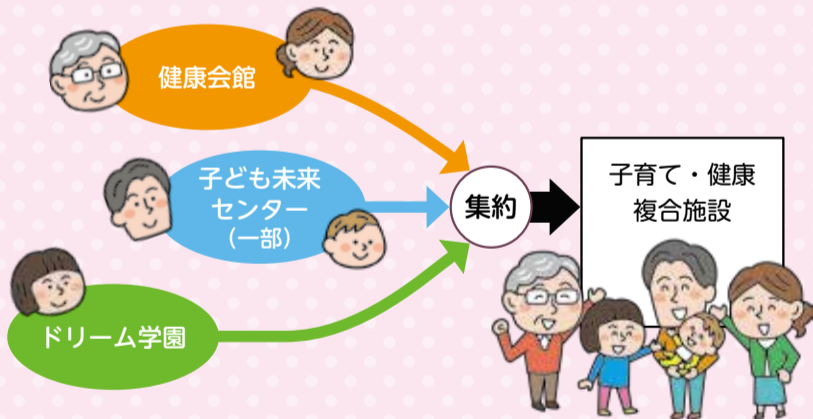 健康会館
子ども未来
センター
(一部)
ドリーム学園
集約
子育て・健康
複合施設